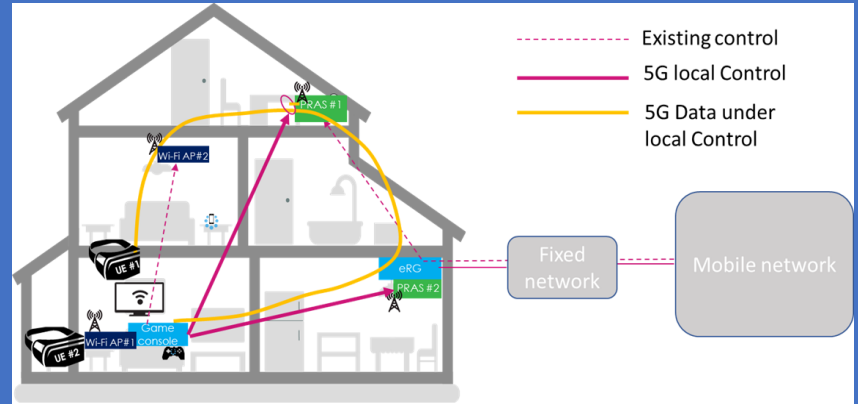 Existing control
5G local Control
5G Data under
local Control
PRAS #1
Wi-Fi AP#2
UE #1
eRG
PRAS #2
Fixed
network
Mobile network
Game
console
Wi-Fi AP#1
UE #2